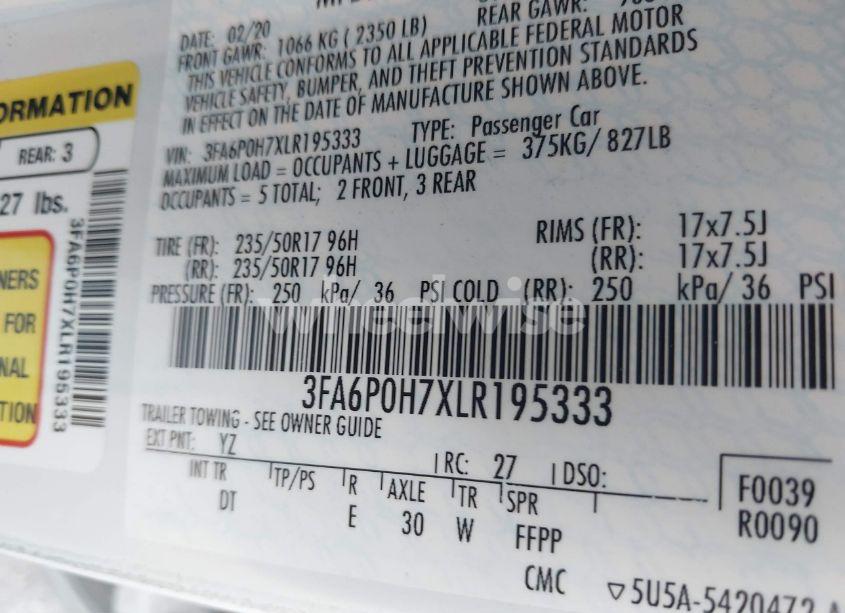 DATE: 02/20
REAR GAWR:
FRONT GAWR: 1066 KG ( 2350 LB)
THIS VEHICLE CONFORMS TO ALL APPLICABLE FEDERAL MOTOR
VEHICLE SAFETY, BUMPER, AND THEFT PREVENTION STANDARDS
IN EFFECT ON THE DATE OF MANUFACTURE SHOWN ABOVE.
VIN: 3FA6P0H7XLR195333 TYPE: Passenger Car
MAXIMUM LOAD = OCCUPANTS + LUGGAGE = 375KG/ 827LB
OCCUPANTS = 5 TOTAL; 2 FRONT, 3 REAR
TIRE (FR): 235/50R17 96H RIMS (FR): 17x7.5J
(RR): 235/50R17 96H (RR): 17x7.5J
PRESSURE (FR): 250 kPa/ 36 PSI COLD (RR): 250 kPa/ 36 PSI
wheelwise
3FA6P0H7XLR195333
TRAILER TOWING - SEE OWNER GUIDE
EXT PNT: YZ RC: 27 DSO:
INT TR TP/PS R AXLE TR SPR
DT E 30 W FFPP
CMC
F0039
R0090
▽5U5A-5420472-A
ORMATION
REAR: 3
27 lbs.
3FA6P0H7XLR195333
NERS
FOR
NAL
TION